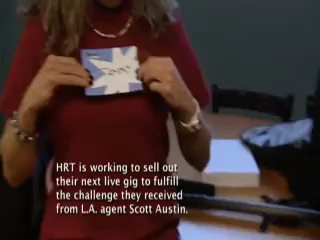 HRT is working to sell out
their next live gig to fulfill
the challenge they received
from L.A. agent Scott Austin.